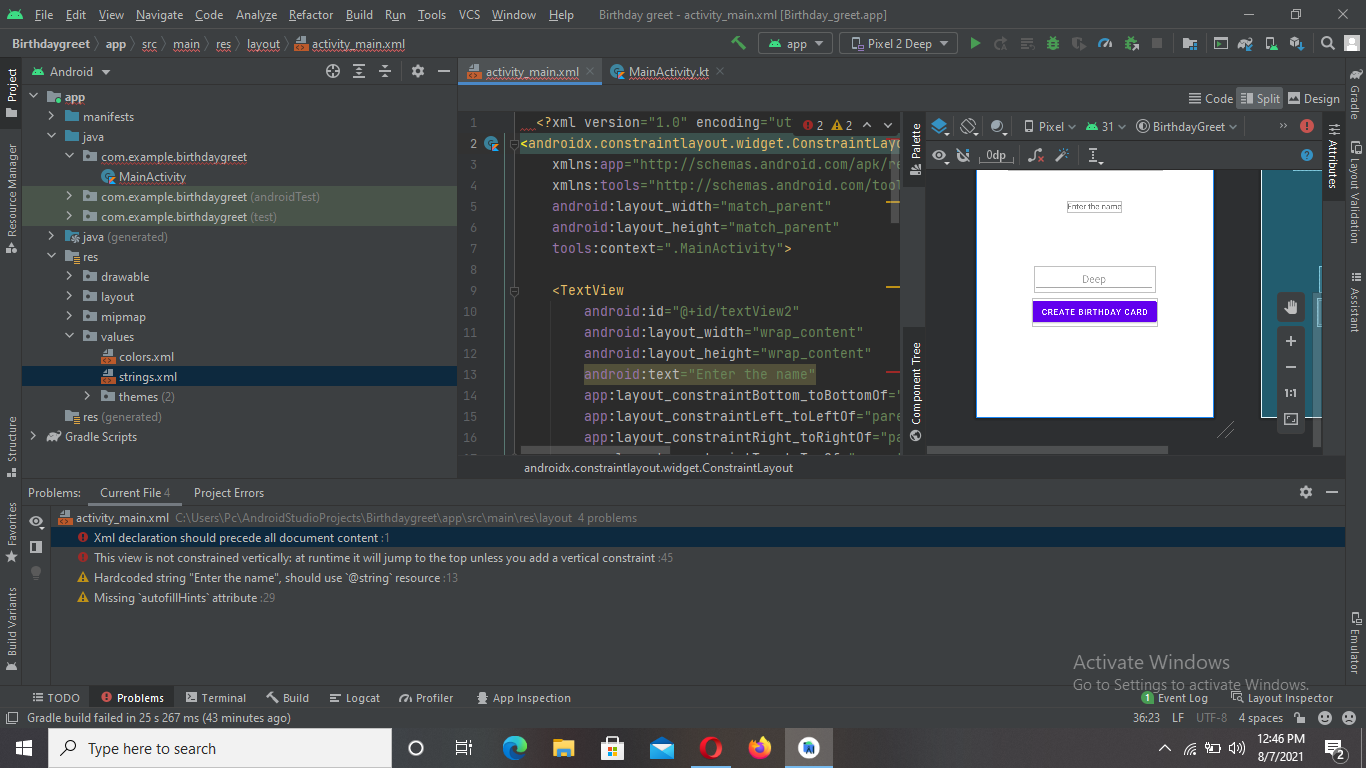 File Edit View Navigate Code Analyze Refactor Build Run Tools VCS Window Help Birthday greet - activity_main.xml [Birthday_greet.app]
Birthdaygreet app src main res layout activity_main.xml app Pixel 2 Deep
Project
Resource Manager
Structure
Favorites
Build Variants
Android
app
manifests
java
com.example.birthdaygreet
MainActivity
com.example.birthdaygreet (androidTest)
com.example.birthdaygreet (test)
java (generated)
res
drawable
layout
mipmap
values
colors.xml
strings.xml
themes (2)
res (generated)
Gradle Scripts
activity_main.xml MainActivity.kt
Code Split Design
1 <?xml version="1.0" encoding="ut 2 2
2 <androidx.constraintlayout.widget.ConstraintLayo
3 xmlns:app="http://schemas.android.com/apk/re
4 xmlns:tools="http://schemas.android.com/tool
5 android:layout_width="match_parent"
6 android:layout_height="match_parent"
7 tools:context=".MainActivity">
8
9 <TextView
10 android:id="@+id/textView2"
11 android:layout_width="wrap_content"
12 android:layout_height="wrap_content"
13 android:text="Enter the name"
14 app:layout_constraintBottom_toBottomOf="
15 app:layout_constraintLeft_toLeftOf="pare
16 app:layout_constraintRight_toRightOf="pa
androidx.constraintlayout.widget.ConstraintLayout
Palette
Component Tree
Pixel 31 BirthdayGreet
0dp
Enter the name
Deep
CREATE BIRTHDAY CARD
1:1
Attributes
Gradle
Layout Validation
Assistant
Emulator
Problems: Current File 4 Project Errors
activity_main.xml C:\Users\Pc\AndroidStudioProjects\Birthdaygreet\app\src\main\res\layout 4 problems
Xml declaration should precede all document content :1
This view is not constrained vertically: at runtime it will jump to the top unless you add a vertical constraint :45
Hardcoded string "Enter the name", should use `@string` resource :13
Missing `autofillHints` attribute :29
Activate Windows
Go to Settings to activate Windows.
TODO Problems Terminal Build Logcat Profiler App Inspection 1 Event Log Layout Inspector
Gradle build failed in 25 s 267 ms (43 minutes ago) 36:23 LF UTF-8 4 spaces
Type here to search
12:46 PM
8/7/2021
2